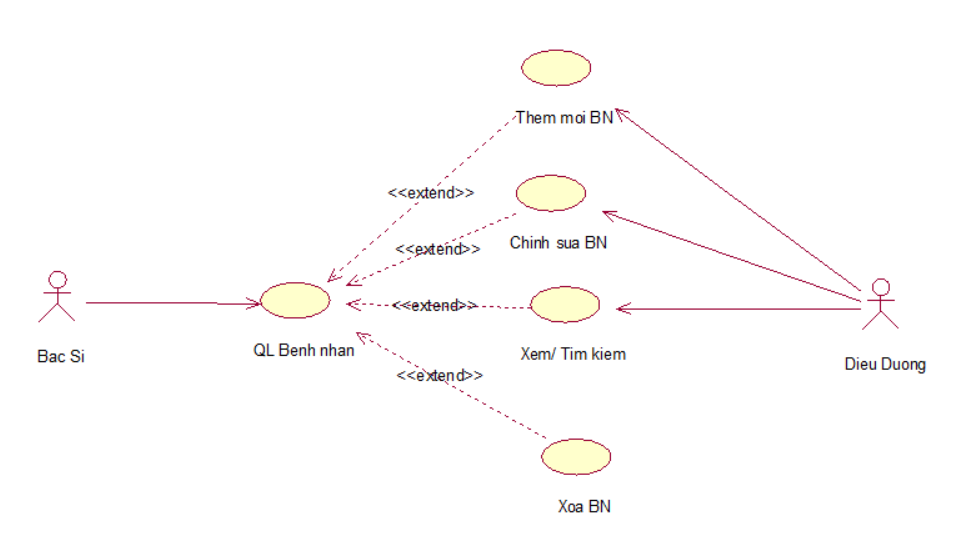 Them moi BN
<<extend>>
Chinh sua BN
<<extend>>
<<extend>>
Bac Si
QL Benh nhan
Xem/ Tim kiem
Dieu Duong
<<extend>>
Xoa BN